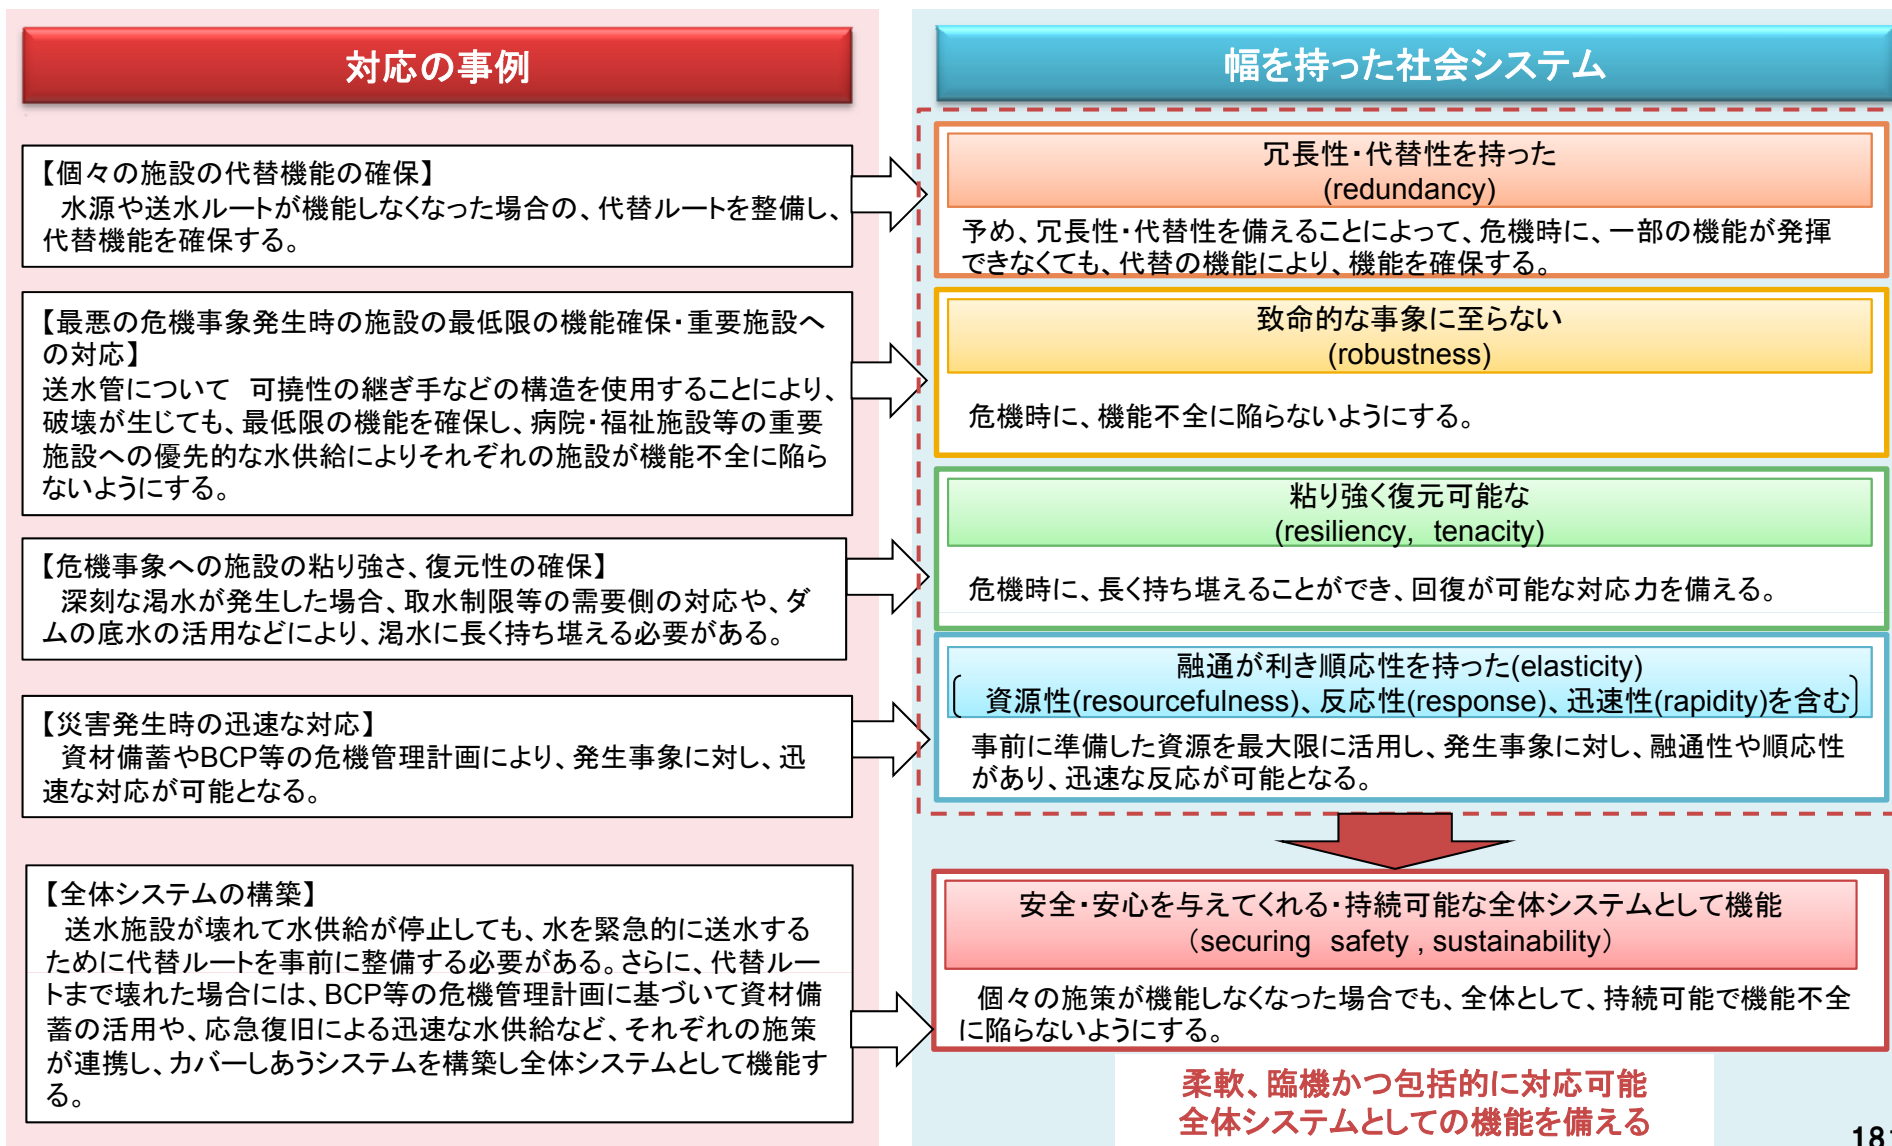 対応の事例
【個々の施設の代替機能の確保】
水源や送水ルートが機能しなくなった場合の、代替ルートを整備し、
代替機能を確保する。
【最悪の危機事象発生時の施設の最低限の機能確保・重要施設へ
の対応】
送水管について　可撓性の継ぎ手などの構造を使用することにより、
破壊が生じても、最低限の機能を確保し、病院・福祉施設等の重要
施設への優先的な水供給によりそれぞれの施設が機能不全に陥ら
ないようにする。
【危機事象への施設の粘り強さ、復元性の確保】
深刻な渇水が発生した場合、取水制限等の需要側の対応や、ダ
ムの底水の活用などにより、渇水に長く持ち堪える必要がある。
【災害発生時の迅速な対応】
資材備蓄やBCP等の危機管理計画により、発生事象に対し、迅
速な対応が可能となる。
【全体システムの構築】
送水施設が壊れて水供給が停止しても、水を緊急的に送水する
ために代替ルートを事前に整備する必要がある。さらに、代替ルー
トまで壊れた場合には、BCP等の危機管理計画に基づいて資材備
蓄の活用や、応急復旧による迅速な水供給など、それぞれの施策
が連携し、カバーしあうシステムを構築し全体システムとして機能す
る。
幅を持った社会システム
冗長性・代替性を持った
(redundancy)
予め、冗長性・代替性を備えることによって、危機時に、一部の機能が発揮
できなくても、代替の機能により、機能を確保する。
致命的な事象に至らない
(robustness)
危機時に、機能不全に陥らないようにする。
粘り強く復元可能な
(resiliency,　tenacity)
危機時に、長く持ち堪えることができ、回復が可能な対応力を備える。
融通が利き順応性を持った(elasticity)
資源性(resourcefulness)、反応性(response)、迅速性(rapidity)を含む
事前に準備した資源を最大限に活用し、発生事象に対し、融通性や順応性
があり、迅速な反応が可能となる。
安全・安心を与えてくれる・持続可能な全体システムとして機能
（securing　safety , sustainability）
個々の施策が機能しなくなった場合でも、全体として、持続可能で機能不全
に陥らないようにする。
柔軟、臨機かつ包括的に対応可能
全体システムとしての機能を備える
18